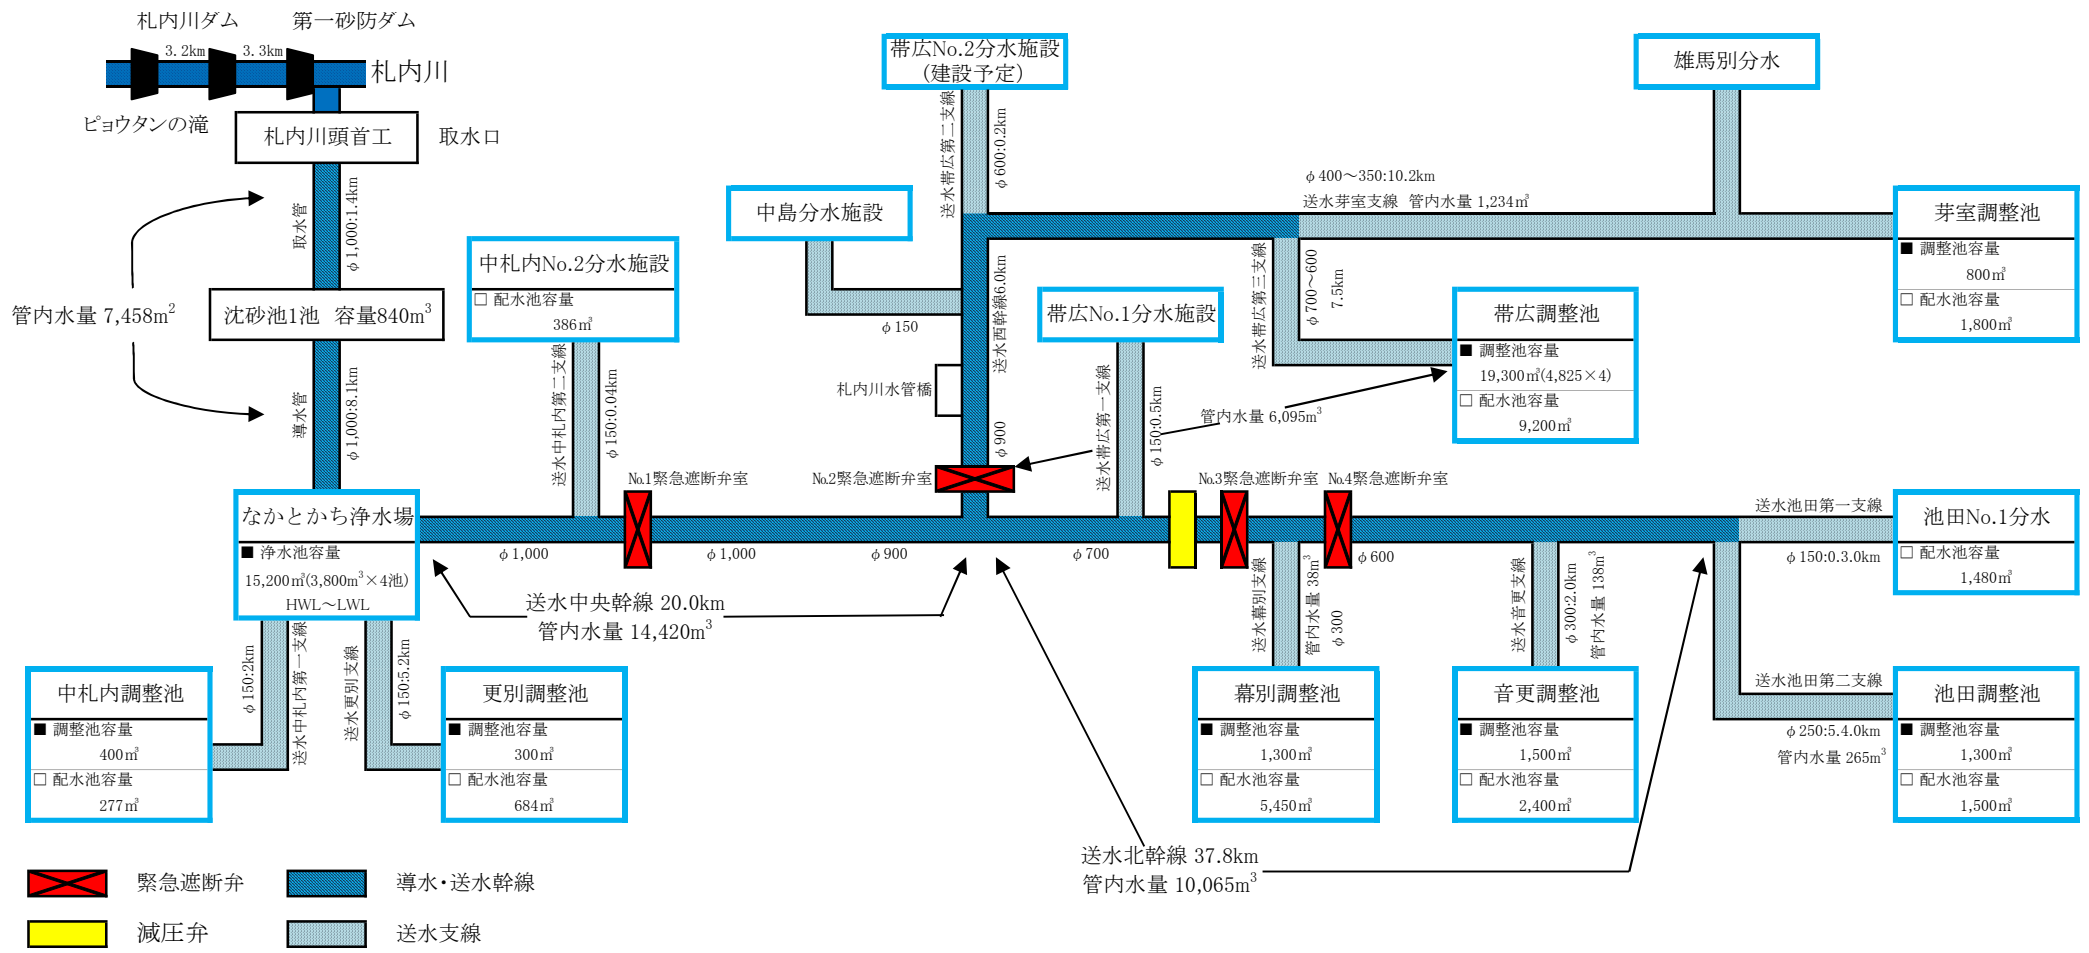 札内川ダム
第一砂防ダム
3.2km
3.3km
札内川
ピョウタンの滝
札内川頭首工
取水口
取水管
φ1,000:1.4km
管内水量 7,458m²
沈砂池1池 容量840m³
導水管
φ1,000:8.1km
なかとかち浄水場
■ 浄水池容量
15,200㎥(3,800m³×4池)
HWL～LWL
中札内No.2分水施設
□ 配水池容量
386㎥
送水中札内第二支線
φ150:0.04km
帯広No.2分水施設
(建設予定)
送水帯広第二支線
φ600:0.2km
中島分水施設
φ150
送水西幹線6.0km
札内川水管橋
φ900
雄馬別分水
φ400～350:10.2km
送水芽室支線 管内水量 1,234㎥
芽室調整池
■ 調整池容量
800㎥
□ 配水池容量
1,800㎥
送水帯広第三支線
φ700～600
7.5km
帯広調整池
■ 調整池容量
19,300㎥(4,825×4)
□ 配水池容量
9,200㎥
帯広No.1分水施設
送水帯広第一支線
φ150:0.5km
管内水量 6,095m³
№1緊急遮断弁室
№2緊急遮断弁室
№3緊急遮断弁室
№4緊急遮断弁室
φ1,000
φ1,000
φ900
φ700
φ600
送水中央幹線 20.0km
管内水量 14,420m³
送水池田第一支線
φ150:0.3.0km
池田No.1分水
□ 配水池容量
1,480㎥
送水幕別支線
管内水量 38m³
φ300
送水音更支線
φ300:2.0km
管内水量 138m³
送水池田第二支線
φ250:5.4.0km
管内水量 265m³
φ150:2km
送水中札内第一支線
送水更別支線
φ150:5.2km
中札内調整池
■ 調整池容量
400㎥
□ 配水池容量
277㎥
更別調整池
■ 調整池容量
300㎥
□ 配水池容量
684㎥
幕別調整池
■ 調整池容量
1,300㎥
□ 配水池容量
5,450㎥
音更調整池
■ 調整池容量
1,500㎥
□ 配水池容量
2,400㎥
池田調整池
■ 調整池容量
1,300㎥
□ 配水池容量
1,500㎥
送水北幹線 37.8km
管内水量 10,065m³
緊急遮断弁
導水・送水幹線
減圧弁
送水支線